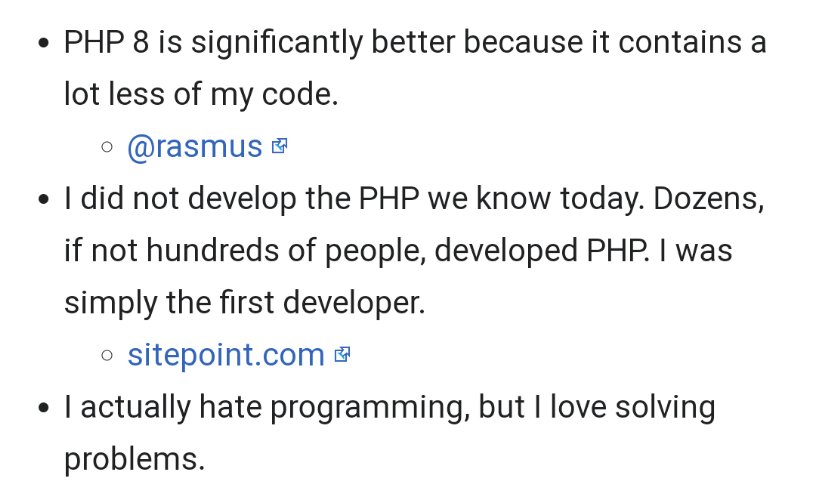 PHP 8 is significantly better because it contains a
lot less of my code.
@rasmus
I did not develop the PHP we know today. Dozens,
if not hundreds of people, developed PHP. I was
simply the first developer.
sitepoint.com
I actually hate programming, but I love solving
problems.